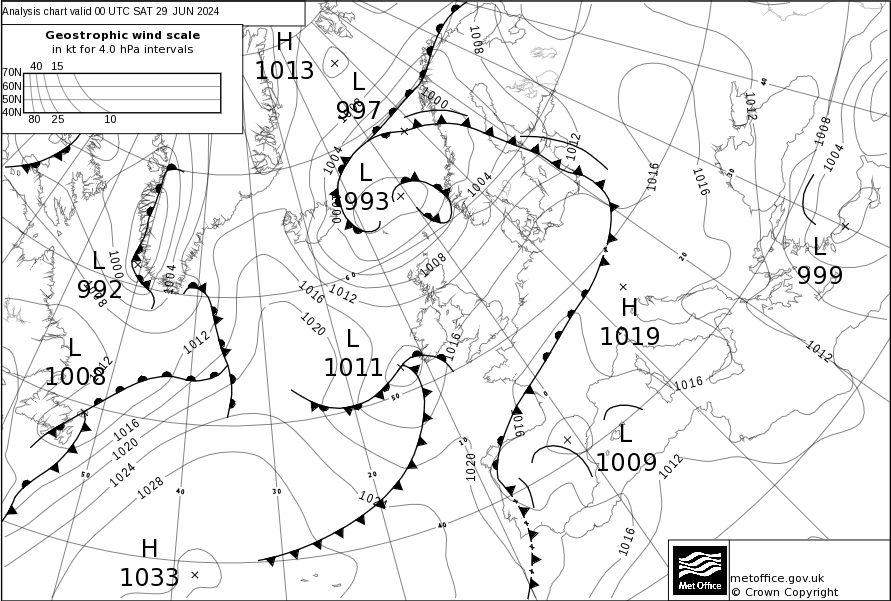 Analysis chart valid 00 UTC SAT 29 JUN 2024
Geostrophic wind scale
in kt for 4.0 hPa intervals
40 15
70N
60N
50N
40N
80 25 10
H
1013
L
997
1000
1008
1012
1012
40
1008
1004
1004
L
993
1000
1004
1016
1016
30
L
999
L
992
1000
1004
1008
60
1008
1016
1012
1020
20
H
1019
1012
L
1008
1012
1012
L
1011
1016
1016
50
0
1016
1016
1020
1024
1028
50
40
30
20
10
1020
L
1009
1012
1024
40
1016
H
1033
Met Office
metoffice.gov.uk
© Crown Copyright